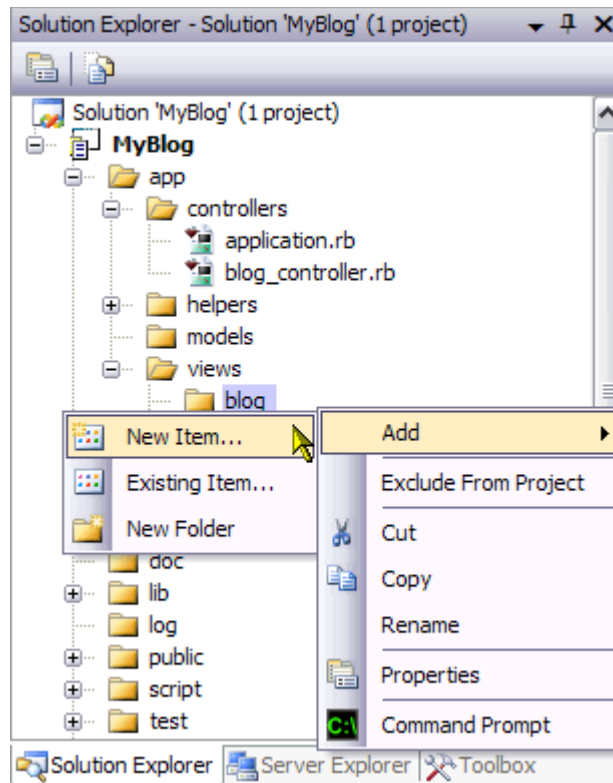 Solution Explorer - Solution 'MyBlog' (1 project)
Solution 'MyBlog' (1 project)
MyBlog
app
controllers
application.rb
blog_controller.rb
helpers
models
views
blog
New Item...
Existing Item...
New Folder
Add
Exclude From Project
Cut
Copy
Rename
Properties
C:\
Command Prompt
doc
lib
log
public
script
test
Solution Explorer Server Explorer Toolbox